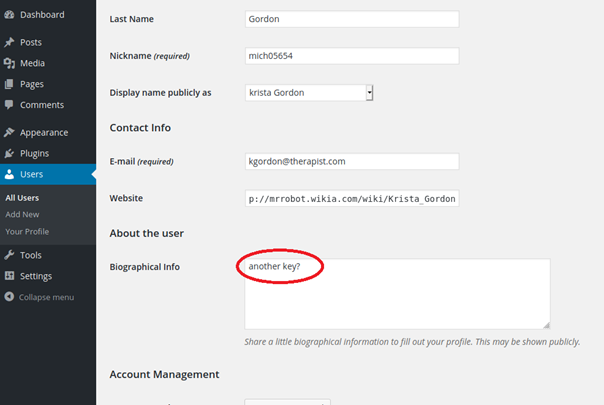 Dashboard
Posts
Media
Pages
Comments
Appearance
Plugins
Users
All Users
Add New
Your Profile
Tools
Settings
Collapse menu
Last Name
Gordon
Nickname (required)
mich05654
Display name publicly as
krista Gordon
Contact Info
E-mail (required)
kgordon@therapist.com
Website
p://mrrobot.wikia.com/wiki/Krista_Gordon
About the user
Biographical Info
another key?
Share a little biographical information to fill out your profile. This may be shown publicly.
Account Management